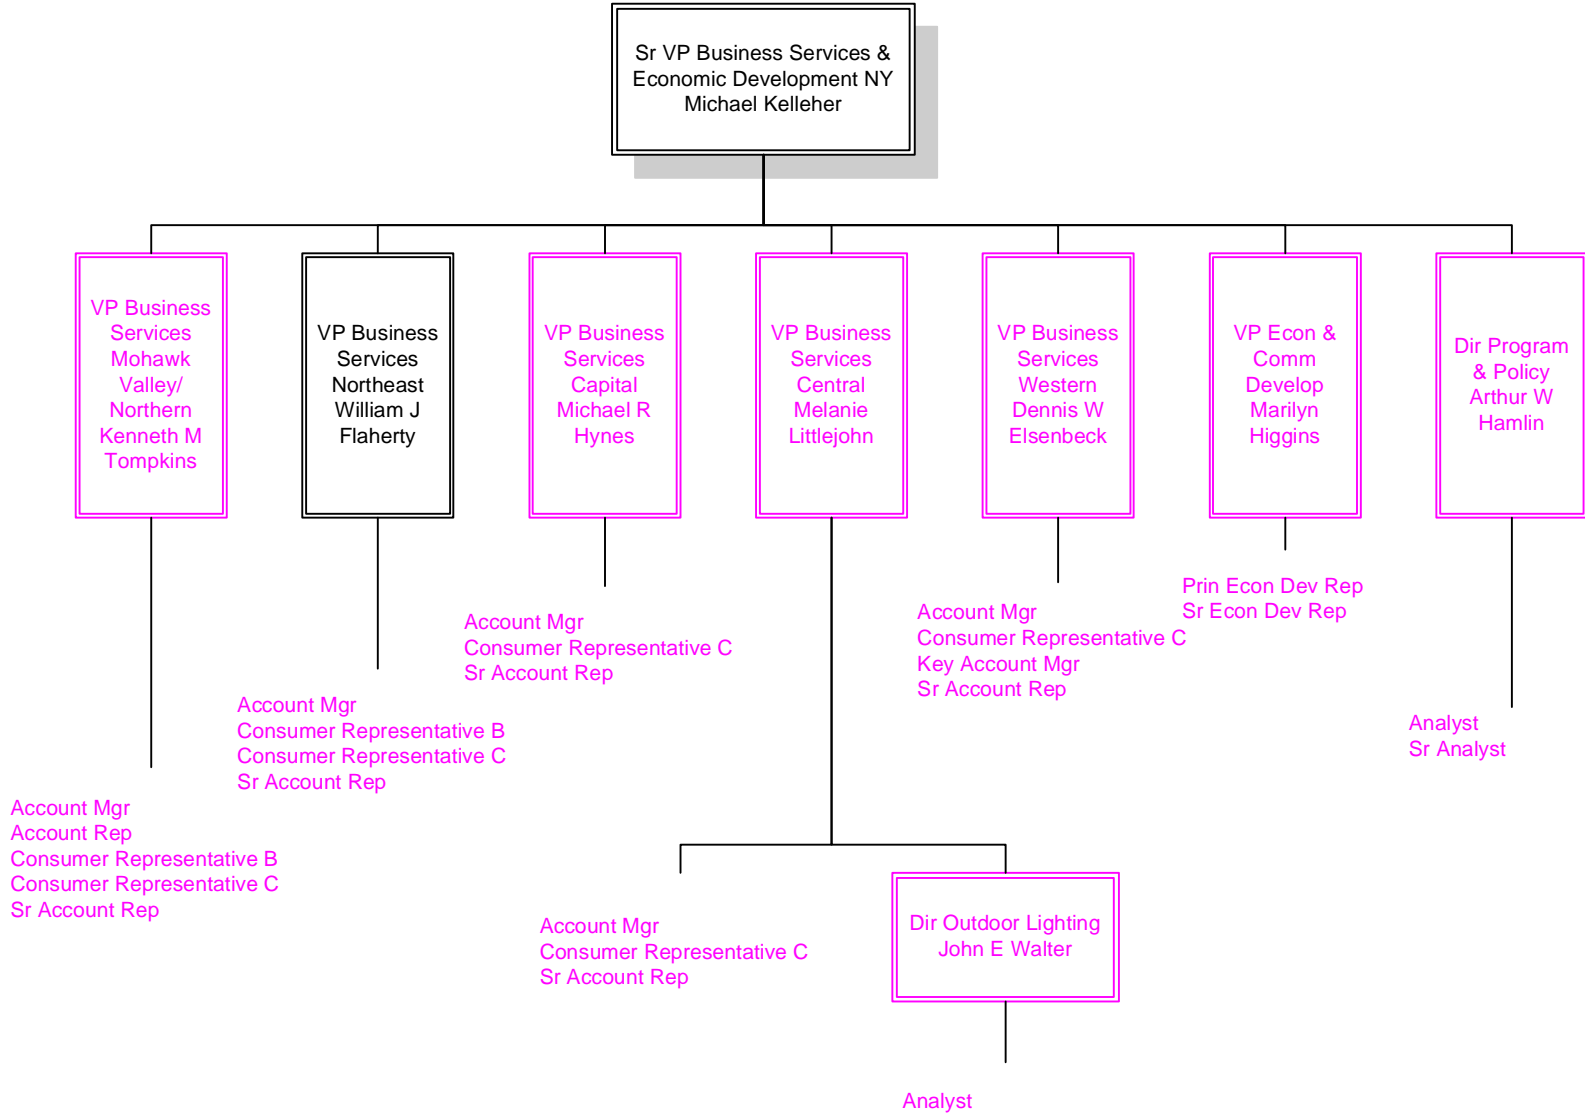 Sr VP Business Services &
Economic Development NY
Michael Kelleher
VP Business
Services
Mohawk
Valley/
Northern
Kenneth M
Tompkins
VP Business
Services
Northeast
William J
Flaherty
VP Business
Services
Capital
Michael R
Hynes
VP Business
Services
Central
Melanie
Littlejohn
VP Business
Services
Western
Dennis W
Elsenbeck
VP Econ &
Comm
Develop
Marilyn
Higgins
Dir Program
& Policy
Arthur W
Hamlin
Account Mgr
Account Rep
Consumer Representative B
Consumer Representative C
Sr Account Rep
Account Mgr
Consumer Representative B
Consumer Representative C
Sr Account Rep
Account Mgr
Consumer Representative C
Sr Account Rep
Account Mgr
Consumer Representative C
Sr Account Rep
Dir Outdoor Lighting
John E Walter
Analyst
Account Mgr
Consumer Representative C
Key Account Mgr
Sr Account Rep
Prin Econ Dev Rep
Sr Econ Dev Rep
Analyst
Sr Analyst